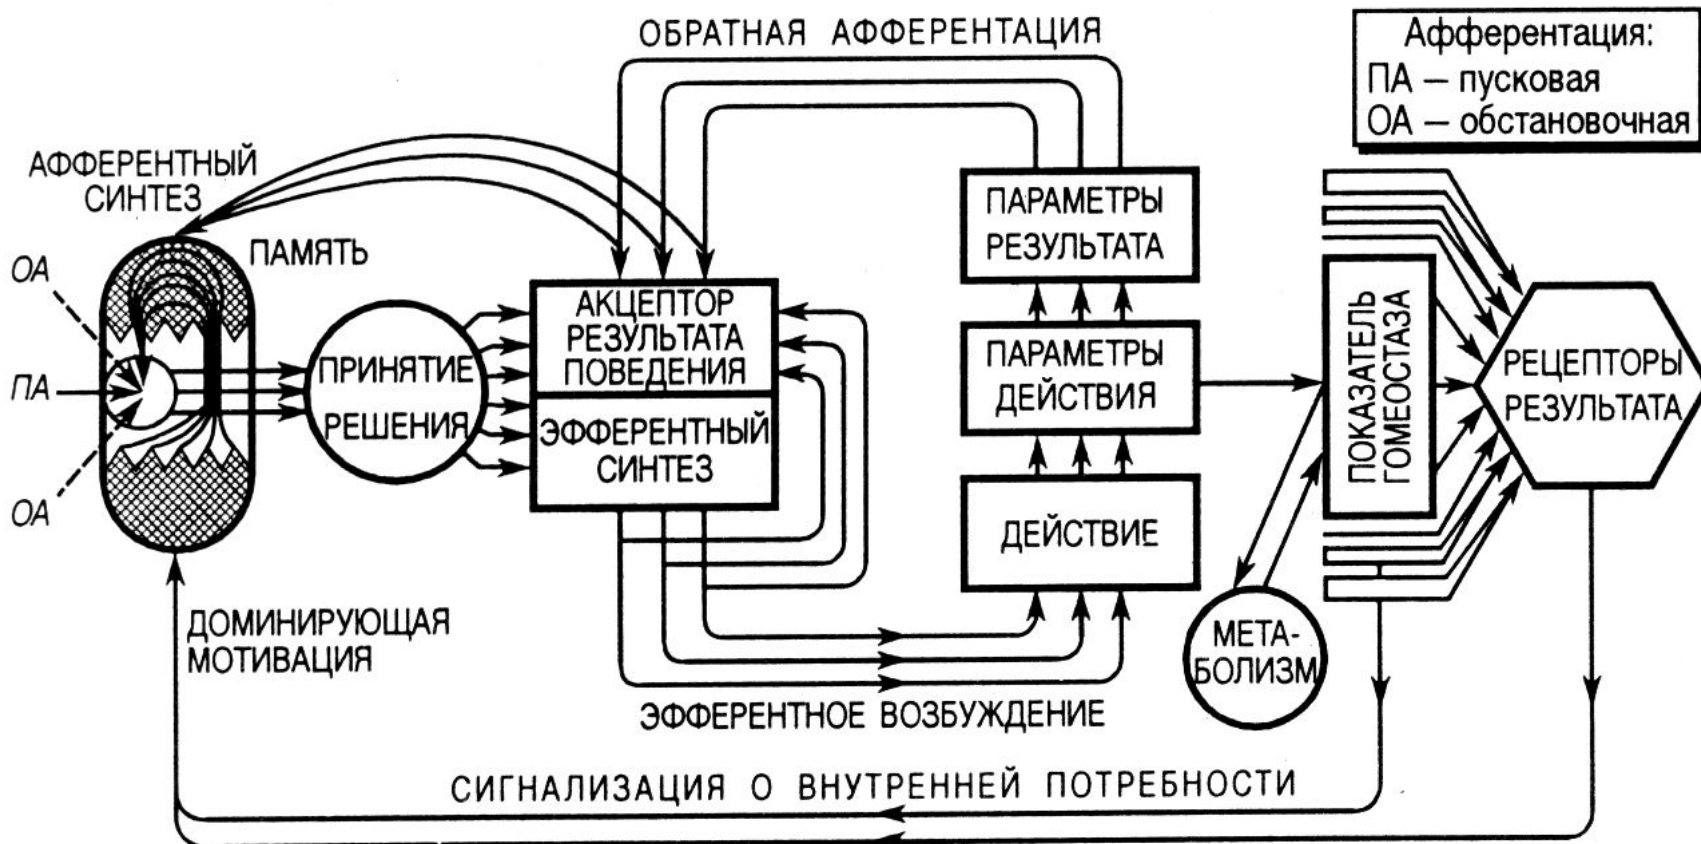 ОБРАТНАЯ АФФЕРЕНТАЦИЯ
Афферентация:
ПА — пусковая
ОА — обстановочная
АФФЕРЕНТНЫЙ
СИНТЕЗ
ПАМЯТЬ
ОА
ПА
ОА
ПРИНЯТИЕ
РЕШЕНИЯ
АКЦЕПТОР
РЕЗУЛЬТАТА
ПОВЕДЕНИЯ
ЭФФЕРЕНТНЫЙ
СИНТЕЗ
ПАРАМЕТРЫ
РЕЗУЛЬТАТА
ПАРАМЕТРЫ
ДЕЙСТВИЯ
ДЕЙСТВИЕ
ПОКАЗАТЕЛЬ
ГОМЕОСТАЗА
РЕЦЕПТОРЫ
РЕЗУЛЬТАТА
МЕТА-
БОЛИЗМ
ДОМИНИРУЮЩАЯ
МОТИВАЦИЯ
ЭФФЕРЕНТНОЕ ВОЗБУЖДЕНИЕ
СИГНАЛИЗАЦИЯ О ВНУТРЕННЕЙ ПОТРЕБНОСТИ